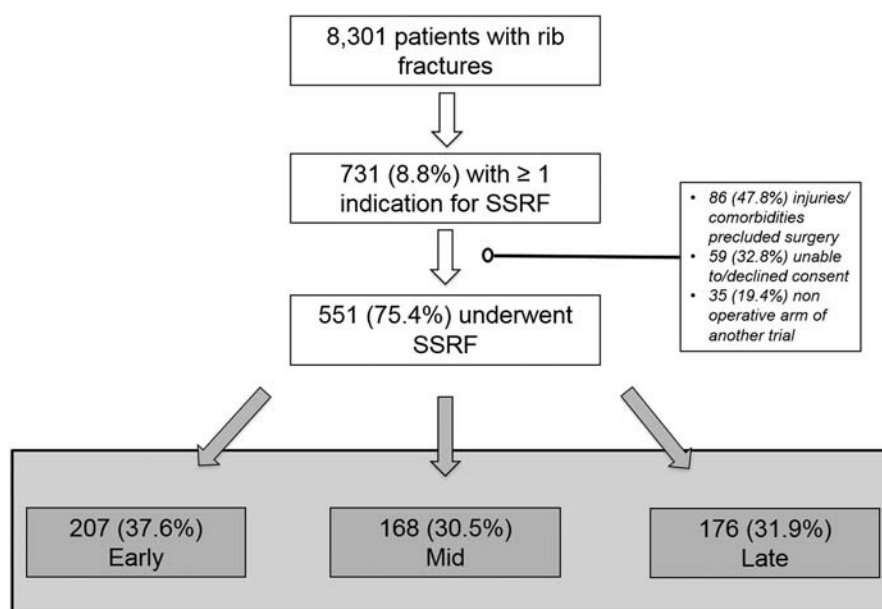 8,301 patients with rib
fractures
731 (8.8%) with ≥ 1
indication for SSRF
• 86 (47.8%) injuries/
comorbidities
precluded surgery
• 59 (32.8%) unable
to/declined consent
• 35 (19.4%) non
operative arm of
another trial
551 (75.4%) underwent
SSRF
207 (37.6%)
Early
168 (30.5%)
Mid
176 (31.9%)
Late